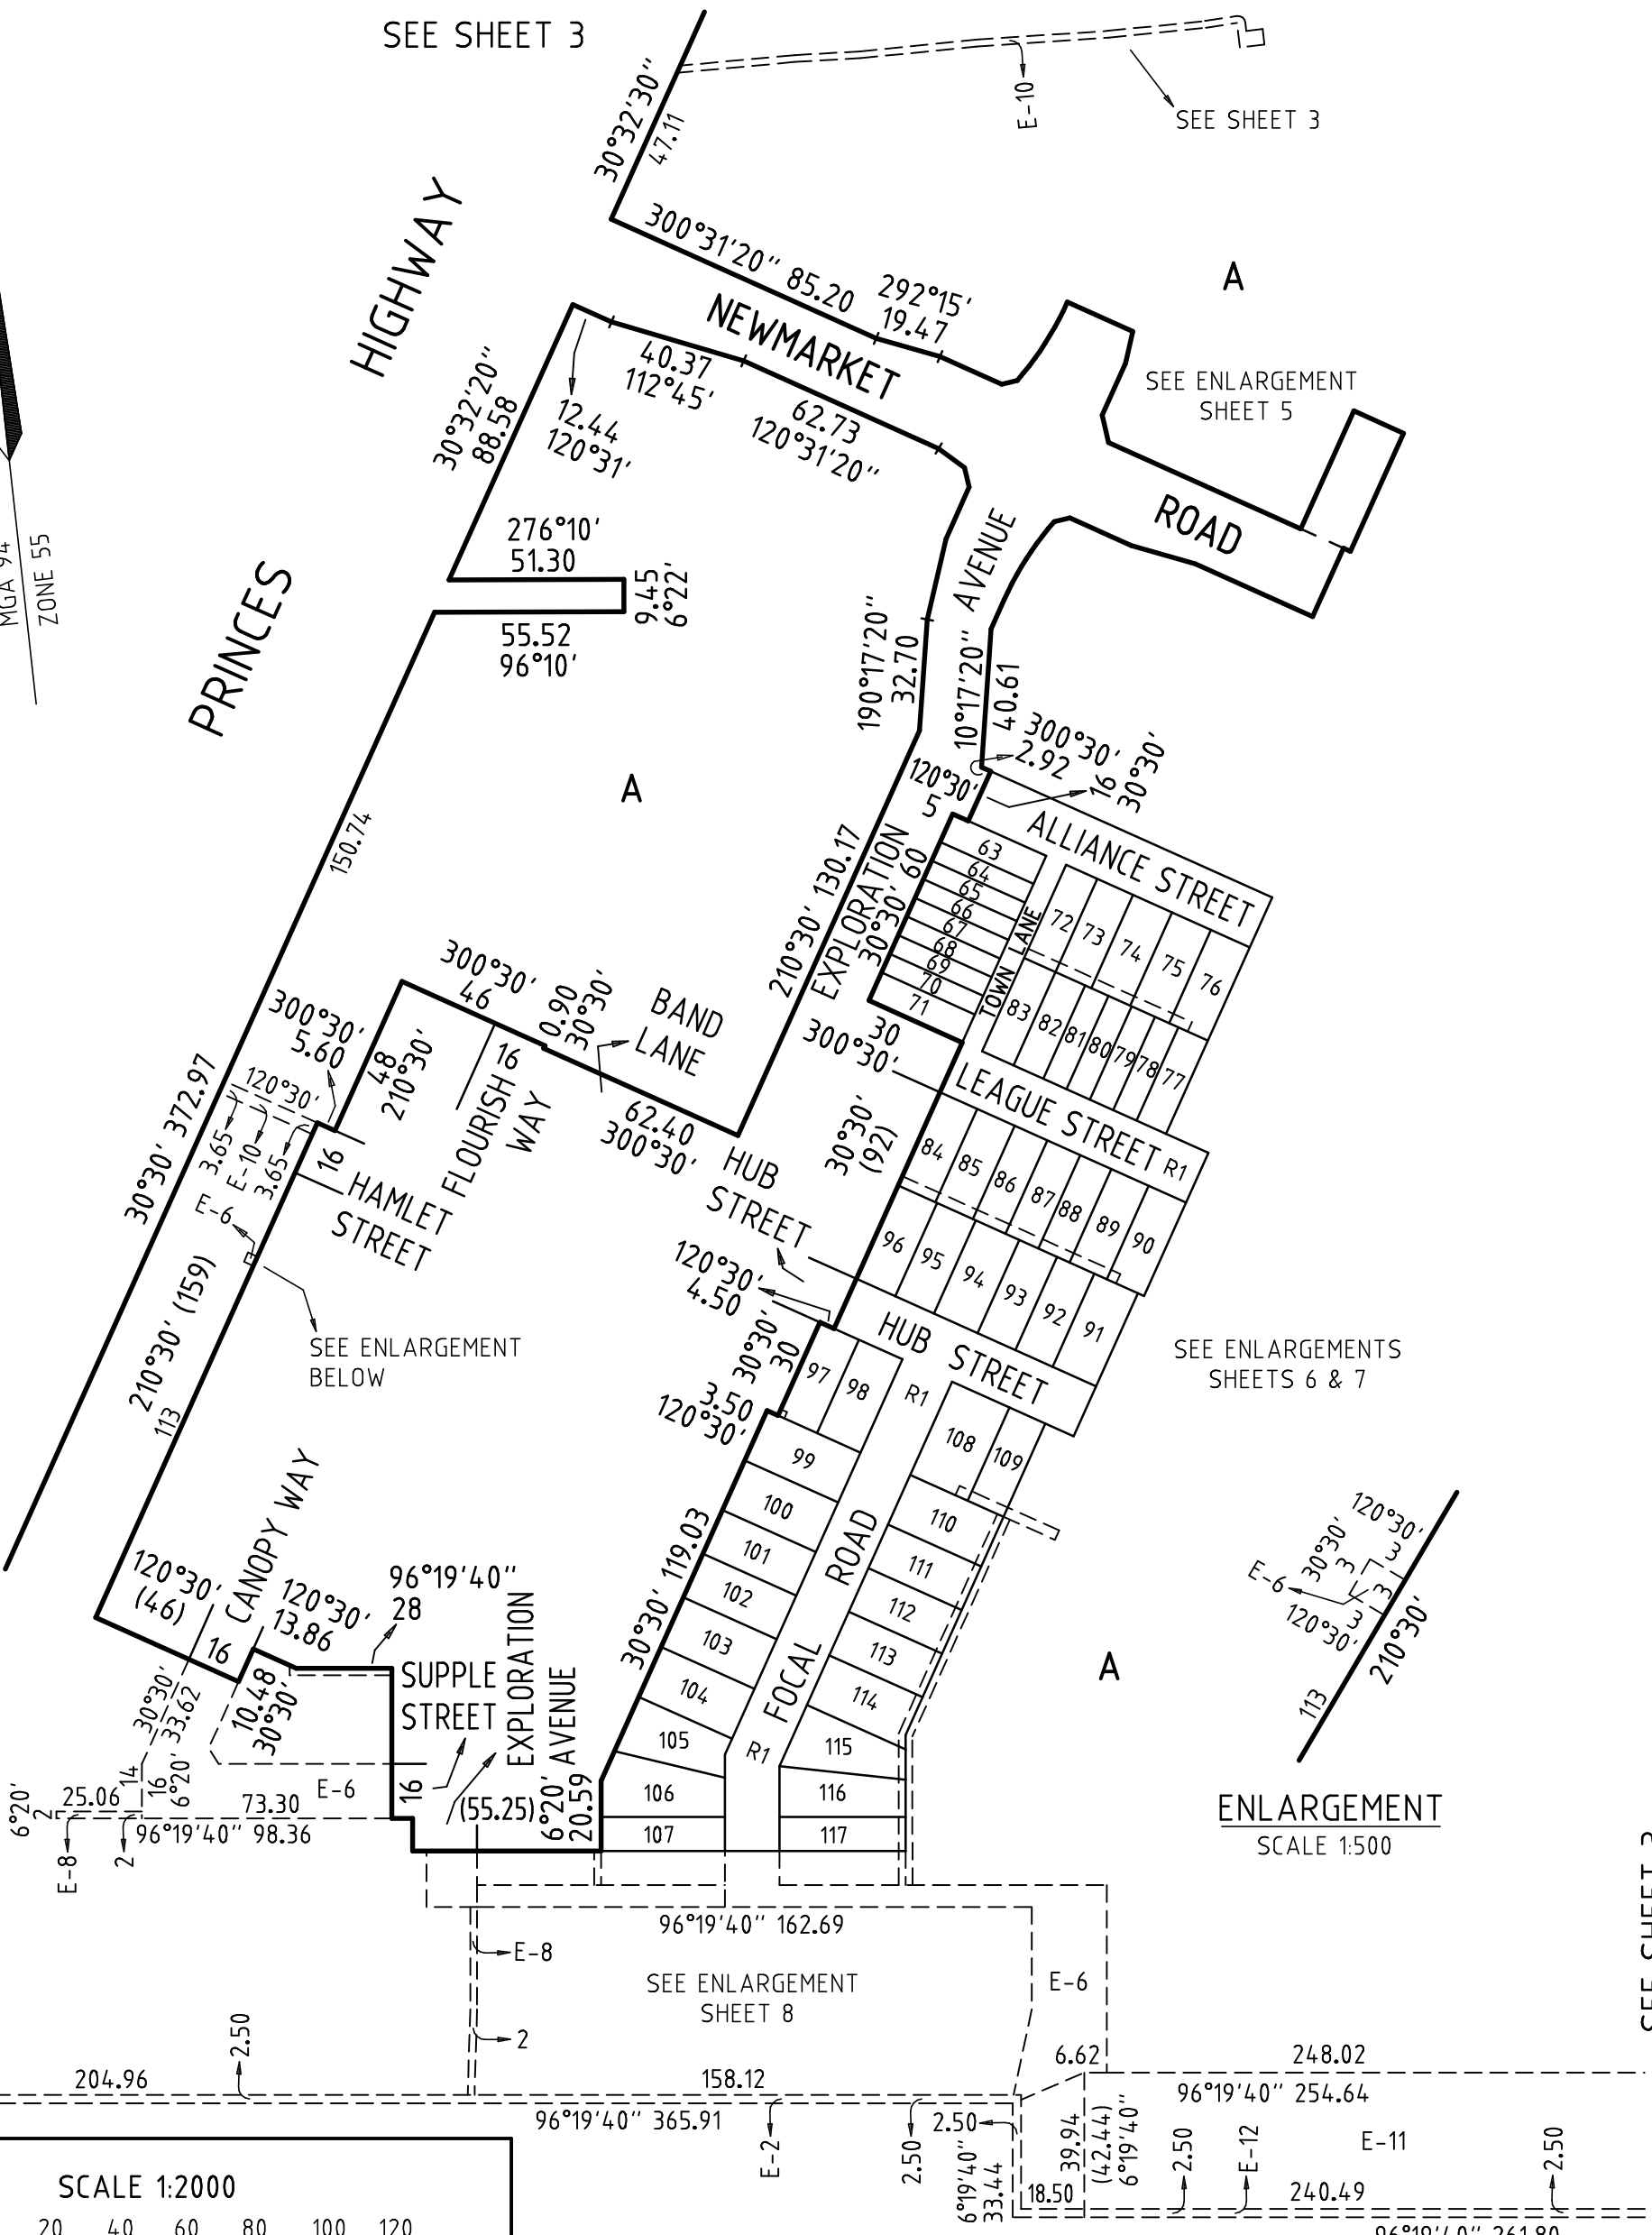 SEE SHEET 3
30°32'30"
47.11
E-10
SEE SHEET 3
HIGHWAY
300°31'20" 85.20
292°15'
19.47
A
NEWMARKET
SEE ENLARGEMENT
SHEET 5
30°32'20"
88.58
40.37
112°45'
12.44
120°31'
62.73
120°31'20"
ROAD
MGA 94
ZONE 55
PRINCES
276°10'
51.30
9.45
6°22'
55.52
96°10'
AVENUE
190°17'20"
32.70
10°17'20"
40.61
300°30'
2.92
16
30°30'
120°30'
5
A
150.74
210°30' 130.17
EXPLORATION
30°30' 60
ALLIANCE STREET
63
64
65
66
67
68
69
70
71
TOWN LANE
72
73
74
75
76
83
82
81
80
79
78
77
300°30'
46
0.90
30°30'
BAND
LANE
300°30'
5.60
48
210°30'
16
FLOURISH
WAY
62.40
300°30'
30
300°30'
LEAGUE STREET
R1
30°30' 372.97
120°30'
3.65
E-10
3.65
16
HAMLET
STREET
E-6
HUB
STREET
30°30'
(92)
84
85
86
87
88
89
90
96
95
94
93
92
91
120°30'
4.50
210°30' (159)
113
SEE ENLARGEMENT
BELOW
HUB STREET
SEE ENLARGEMENTS
SHEETS 6 & 7
30°30'
30
3.50
120°30'
97
98
R1
99
100
101
102
103
104
105
106
107
108
109
110
111
112
113
114
115
116
117
FOCAL ROAD
R1
30°30' 119.03
CANOPY WAY
120°30'
(46)
16
120°30'
13.86
96°19'40"
28
10.48
30°30'
SUPPLE
STREET
EXPLORATION
AVENUE
30°30'
33.62
14
16
6°20'
E-6
16
(55.25)
6°20'
20.59
6°20'
2
25.06
73.30
96°19'40" 98.36
E-8
2
A
120°30'
3
30°30'
3
E-6
3
3
120°30'
210°30'
113
ENLARGEMENT
SCALE 1:500
SEE SHEET 2
96°19'40" 162.69
E-8
SEE ENLARGEMENT
SHEET 8
E-6
2
2.50
204.96
158.12
6.62
248.02
96°19'40" 254.64
96°19'40" 365.91
E-2
2.50
2.50
6°19'40"
33.44
39.94
(42.44)
6°19'40"
18.50
2.50
E-12
E-11
2.50
240.49
96°19'40" 261.80
SCALE 1:2000
20 40 60 80 100 120